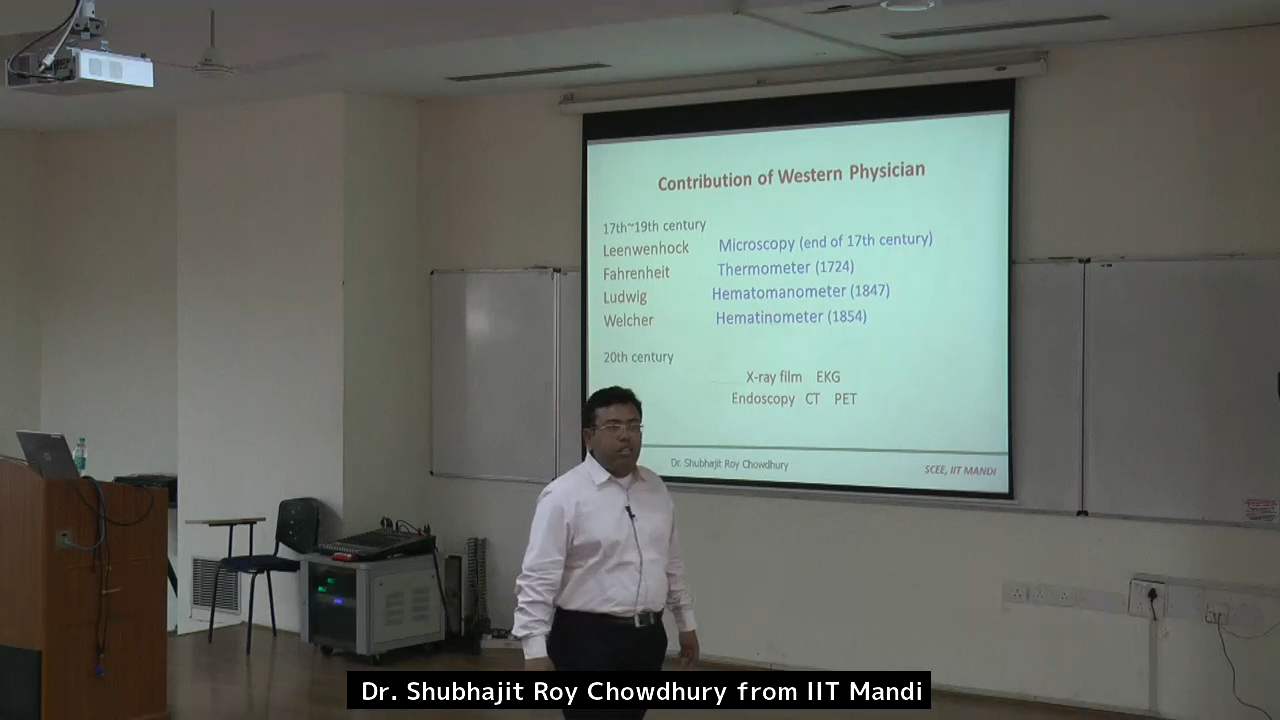 Contribution of Western Physician
17th~19th century
Leenwenhock Microscopy (end of 17th century)
Fahrenheit Thermometer (1724)
Ludwig Hematomanometer (1847)
Welcher Hematinometer (1854)
20th century
X-ray film EKG
Endoscopy CT PET
Dr. Shubhajit Roy Chowdhury SCEE, IIT MANDI
Dr. Shubhajit Roy Chowdhury from IIT Mandi